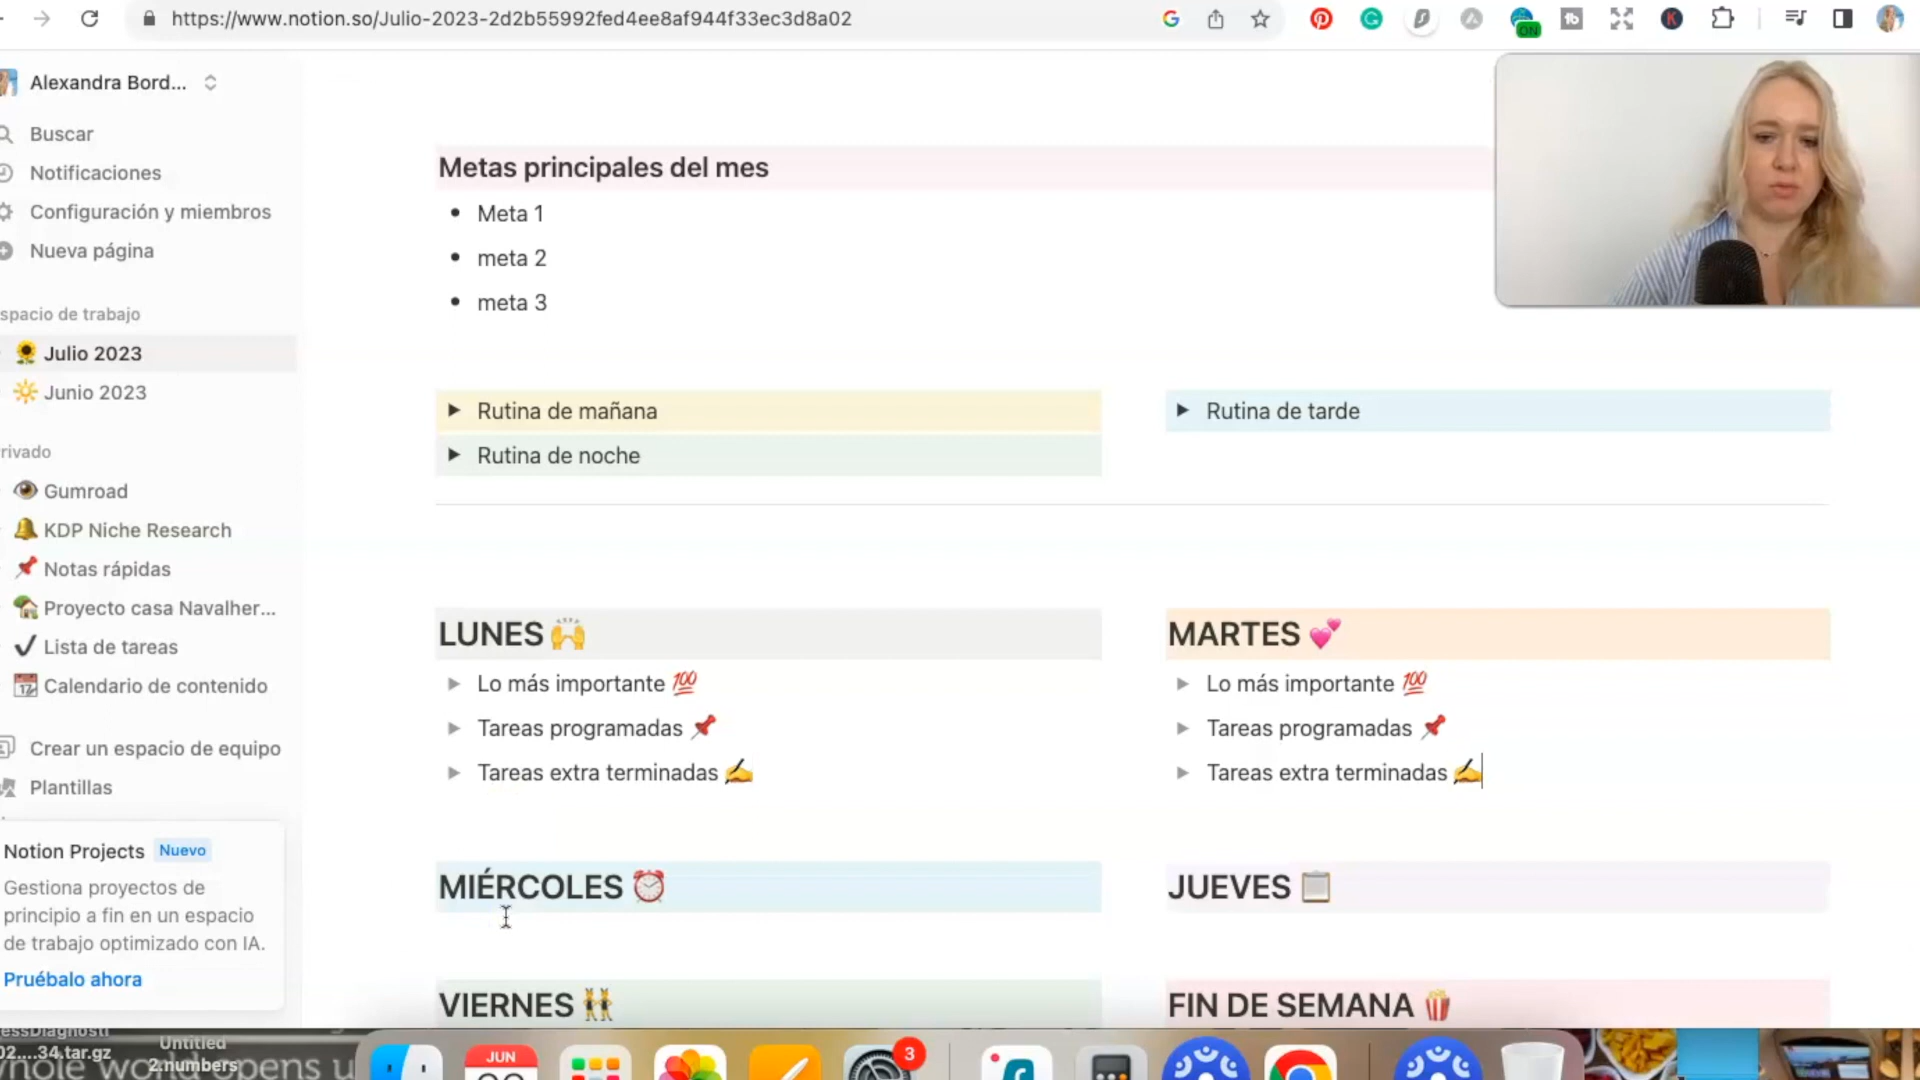 https://www.notion.so/Julio-2023-2d2b55992fed4ee8af944f33ec3d8a02
Alexandra Bord...
Buscar
Notificaciones
Configuración y miembros
Nueva página
spacio de trabajo
Julio 2023
Junio 2023
rivado
Gumroad
KDP Niche Research
Notas rápidas
Proyecto casa Navalher...
Lista de tareas
Calendario de contenido
Crear un espacio de equipo
Plantillas
Notion Projects Nuevo
Gestiona proyectos de
principio a fin en un espacio
de trabajo optimizado con IA.
Pruébalo ahora
Metas principales del mes
• Meta 1
• meta 2
• meta 3
Rutina de mañana
Rutina de tarde
Rutina de noche
LUNES 🙌
Lo más importante 💯
Tareas programadas 📌
Tareas extra terminadas ✍️
MARTES 💕
Lo más importante 💯
Tareas programadas 📌
Tareas extra terminadas ✍️
MIÉRCOLES ⏰
JUEVES 📋
VIERNES 👯
FIN DE SEMANA 🍿
ON
02....34.tar.gz
Untitled
2.numbers
JUN
3